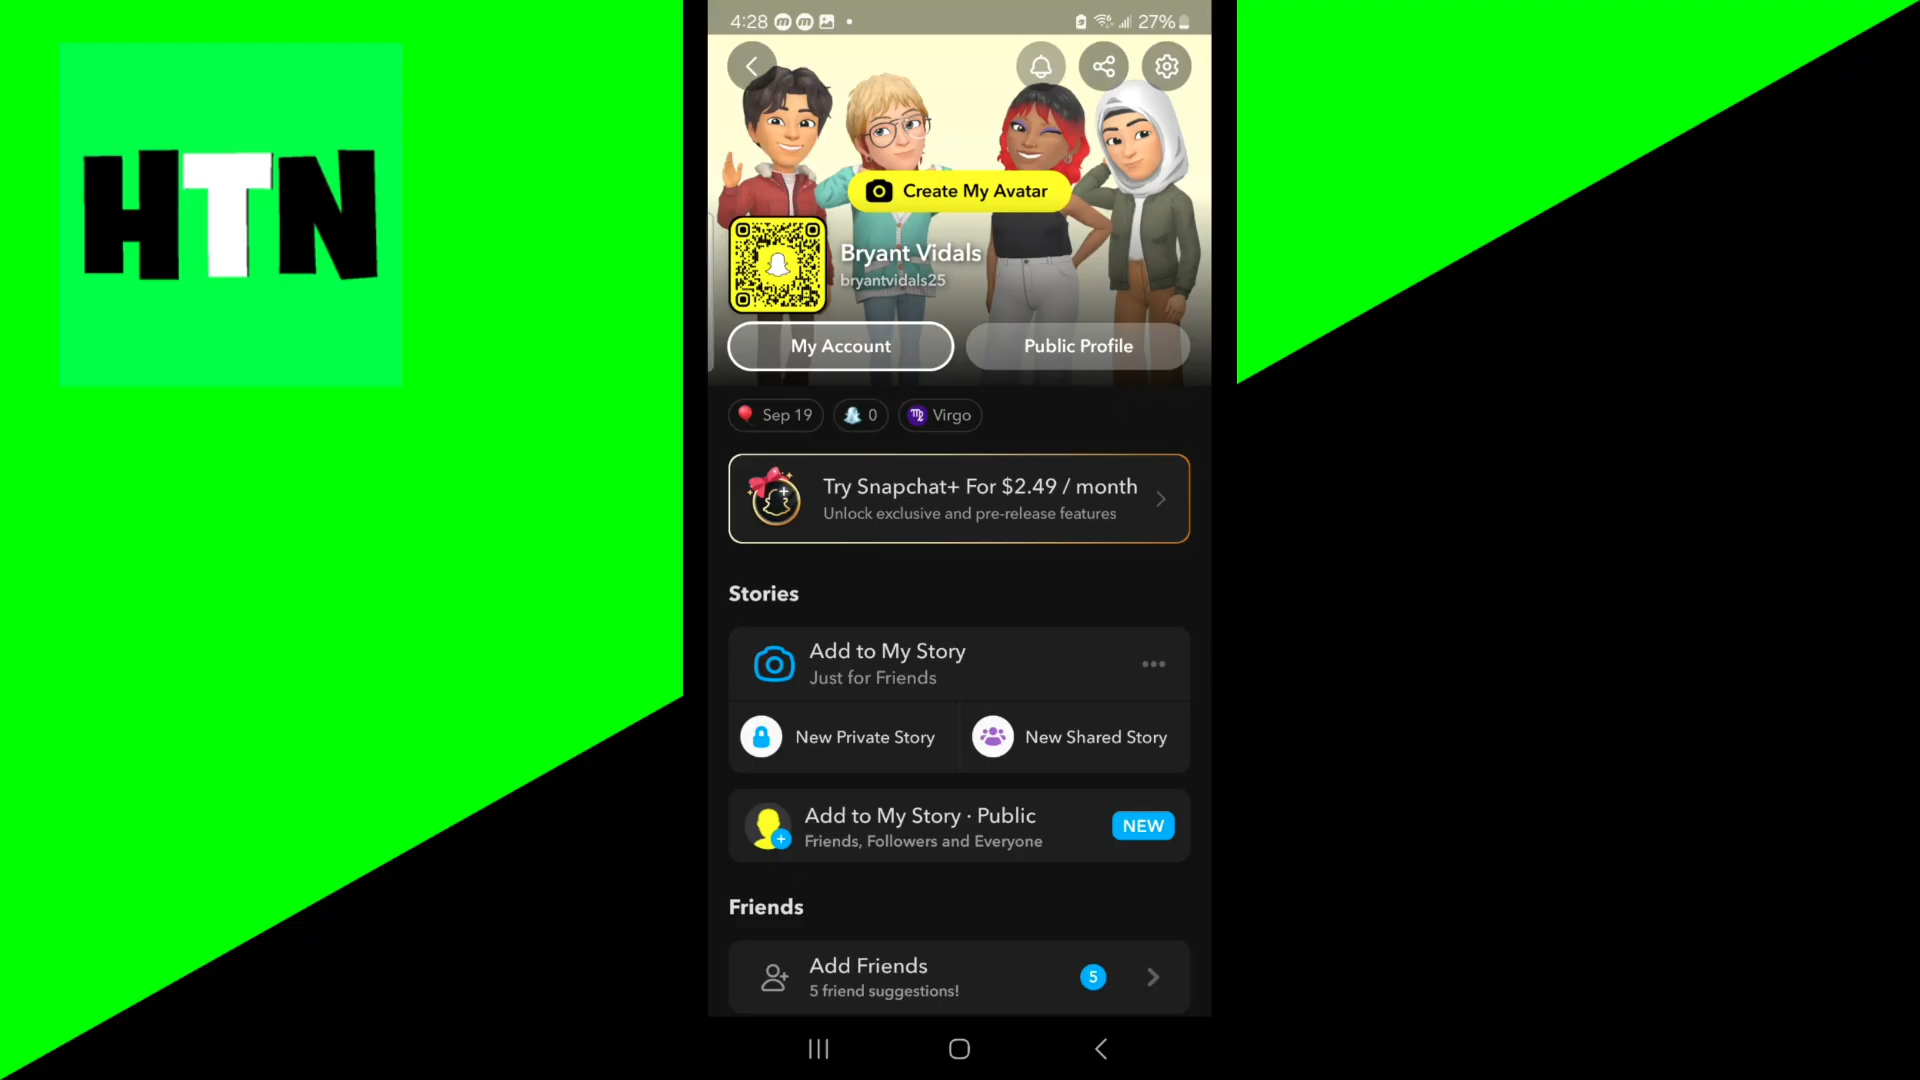 HTN
4:28
27%
Create My Avatar
Bryant Vidals
bryantvidals25
My Account
Public Profile
Sep 19
0
Virgo
Try Snapchat+ For $2.49 / month
Unlock exclusive and pre-release features
Stories
Add to My Story
Just for Friends
New Private Story
New Shared Story
Add to My Story · Public
Friends, Followers and Everyone
NEW
Friends
Add Friends
5 friend suggestions!
5